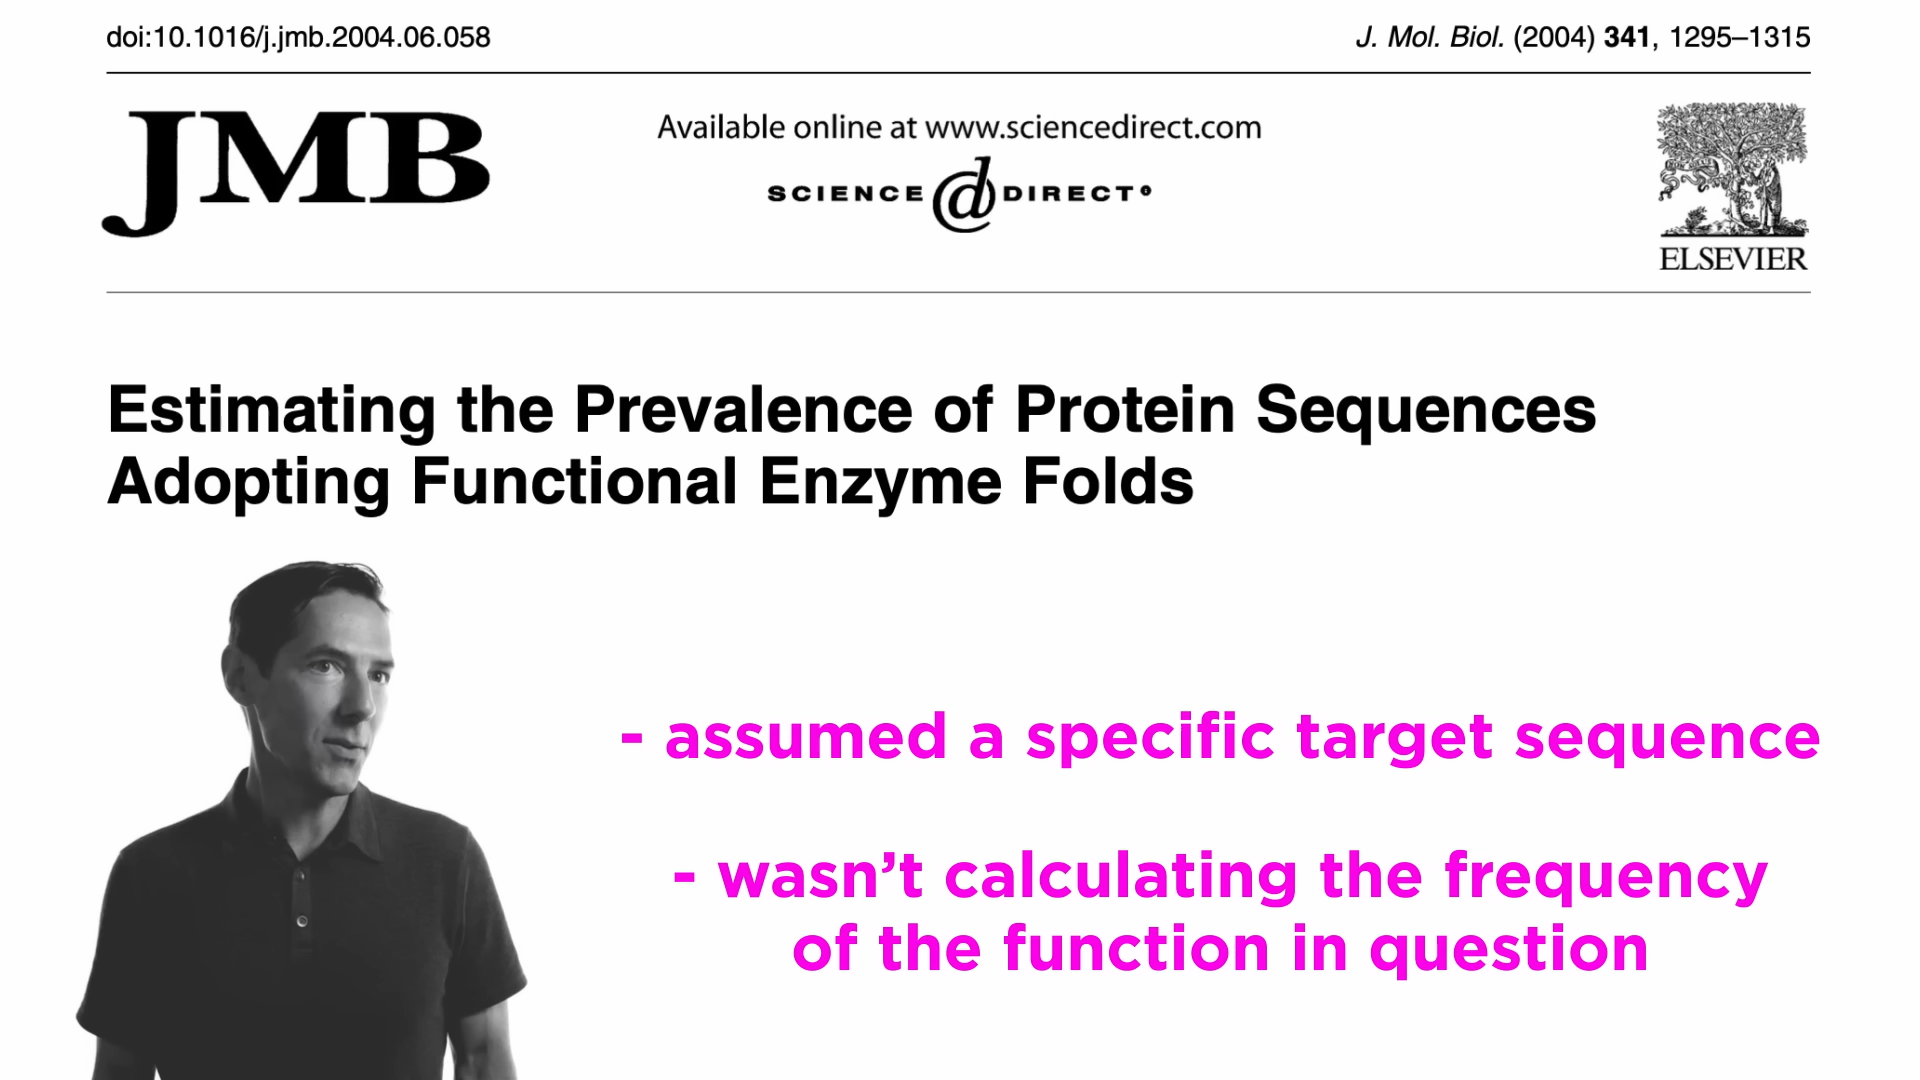 doi:10.1016/j.jmb.2004.06.058
J. Mol. Biol. (2004) 341, 1295–1315
JMB
Available online at www.sciencedirect.com
SCIENCE @ DIRECT®
ELSEVIER
Estimating the Prevalence of Protein Sequences
Adopting Functional Enzyme Folds
- assumed a specific target sequence
- wasn’t calculating the frequency
of the function in question